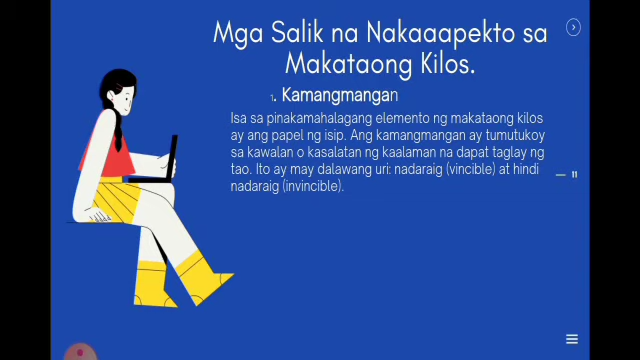 Mga Salik na Nakaaapekto sa
Makataong Kilos.
1. Kamangmangan
Isa sa pinakamahalagang elemento ng makataong kilos
ay ang papel ng isip. Ang kamangmangan ay tumutukoy
sa kawalan o kasalatan ng kaalaman na dapat taglay ng
tao. Ito ay may dalawang uri: nadaraig (vincible) at hindi
nadaraig (invincible).
— 11